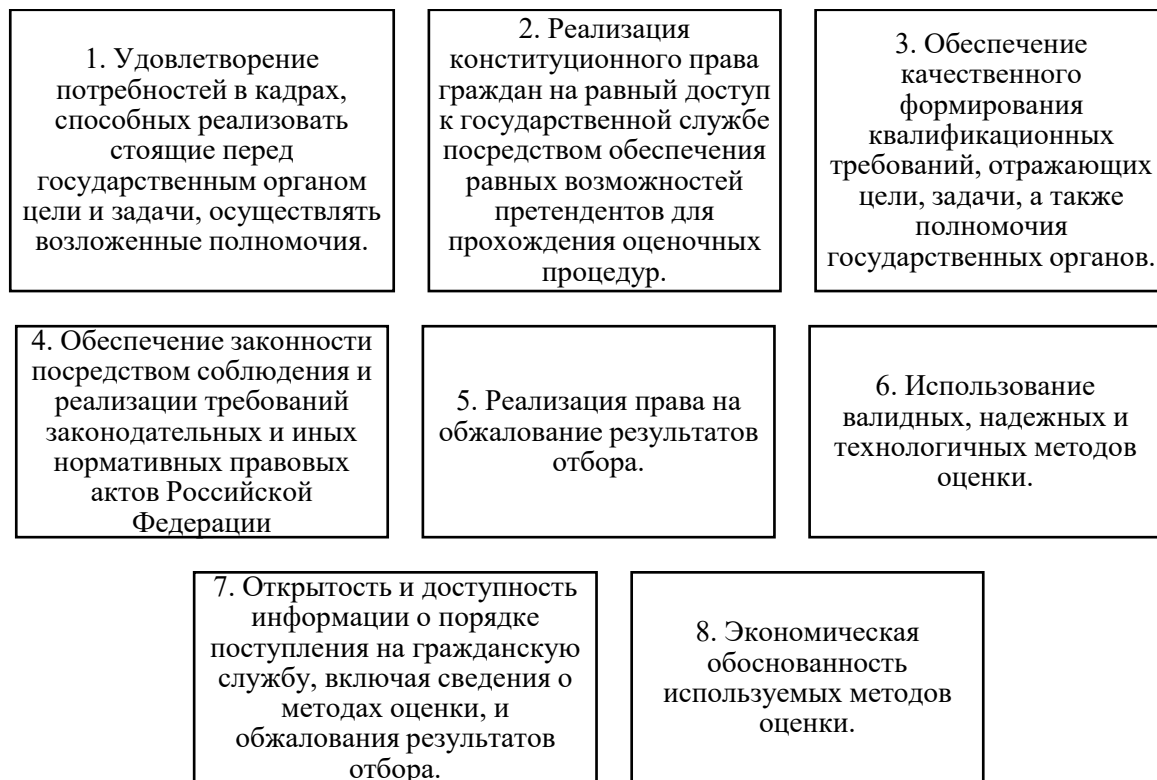 1. Удовлетворение
потребностей в кадрах,
способных реализовать
стоящие перед
государственным органом
цели и задачи, осуществлять
возложенные полномочия.
2. Реализация
конституционного права
граждан на равный доступ
к государственной службе
посредством обеспечения
равных возможностей
претендентов для
прохождения оценочных
процедур.
3. Обеспечение
качественного
формирования
квалификационных
требований, отражающих
цели, задачи, а также
полномочия
государственных органов.
4. Обеспечение законности
посредством соблюдения и
реализации требований
законодательных и иных
нормативных правовых
актов Российской
Федерации
5. Реализация права на
обжалование результатов
отбора.
6. Использование
валидных, надежных и
технологичных методов
оценки.
7. Открытость и доступность
информации о порядке
поступления на гражданскую
службу, включая сведения о
методах оценки, и
обжалования результатов
отбора.
8. Экономическая
обоснованность
используемых методов
оценки.